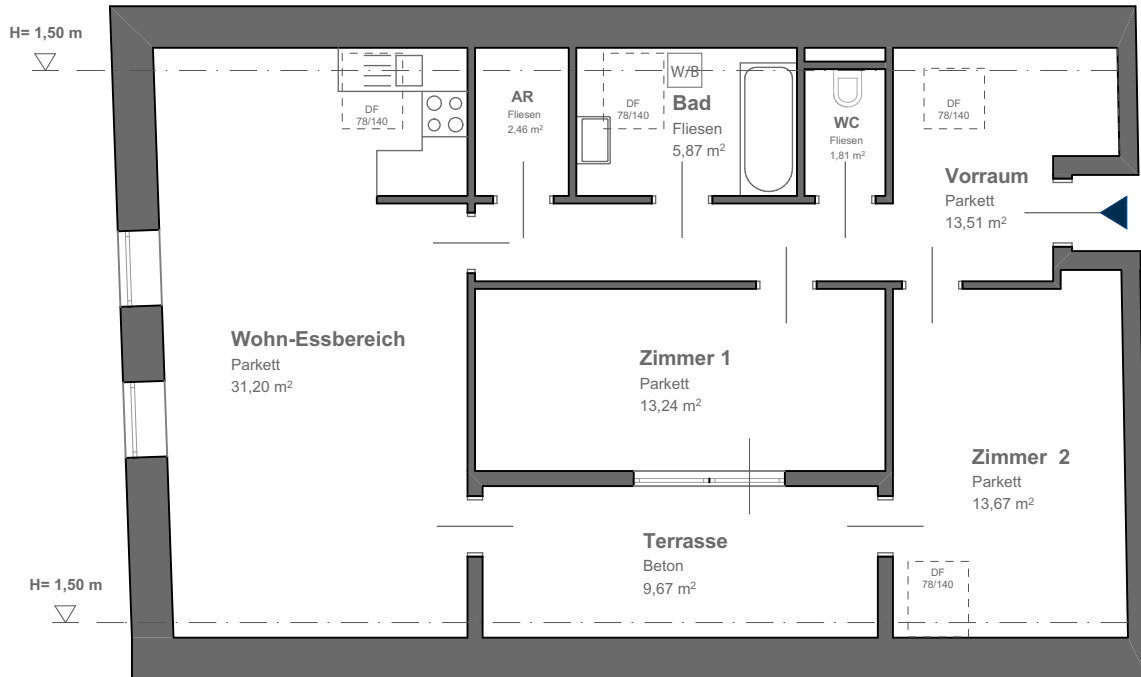 H= 1,50 m
DF
78/140
AR
Fliesen
2,46 m²
DF
78/140
W/B
Bad
Fliesen
5,87 m²
WC
Fliesen
1,81 m²
DF
78/140
Vorraum
Parkett
13,51 m²
Wohn-Essbereich
Parkett
31,20 m²
Zimmer 1
Parkett
13,24 m²
Zimmer 2
Parkett
13,67 m²
Terrasse
Beton
9,67 m²
DF
78/140
H= 1,50 m